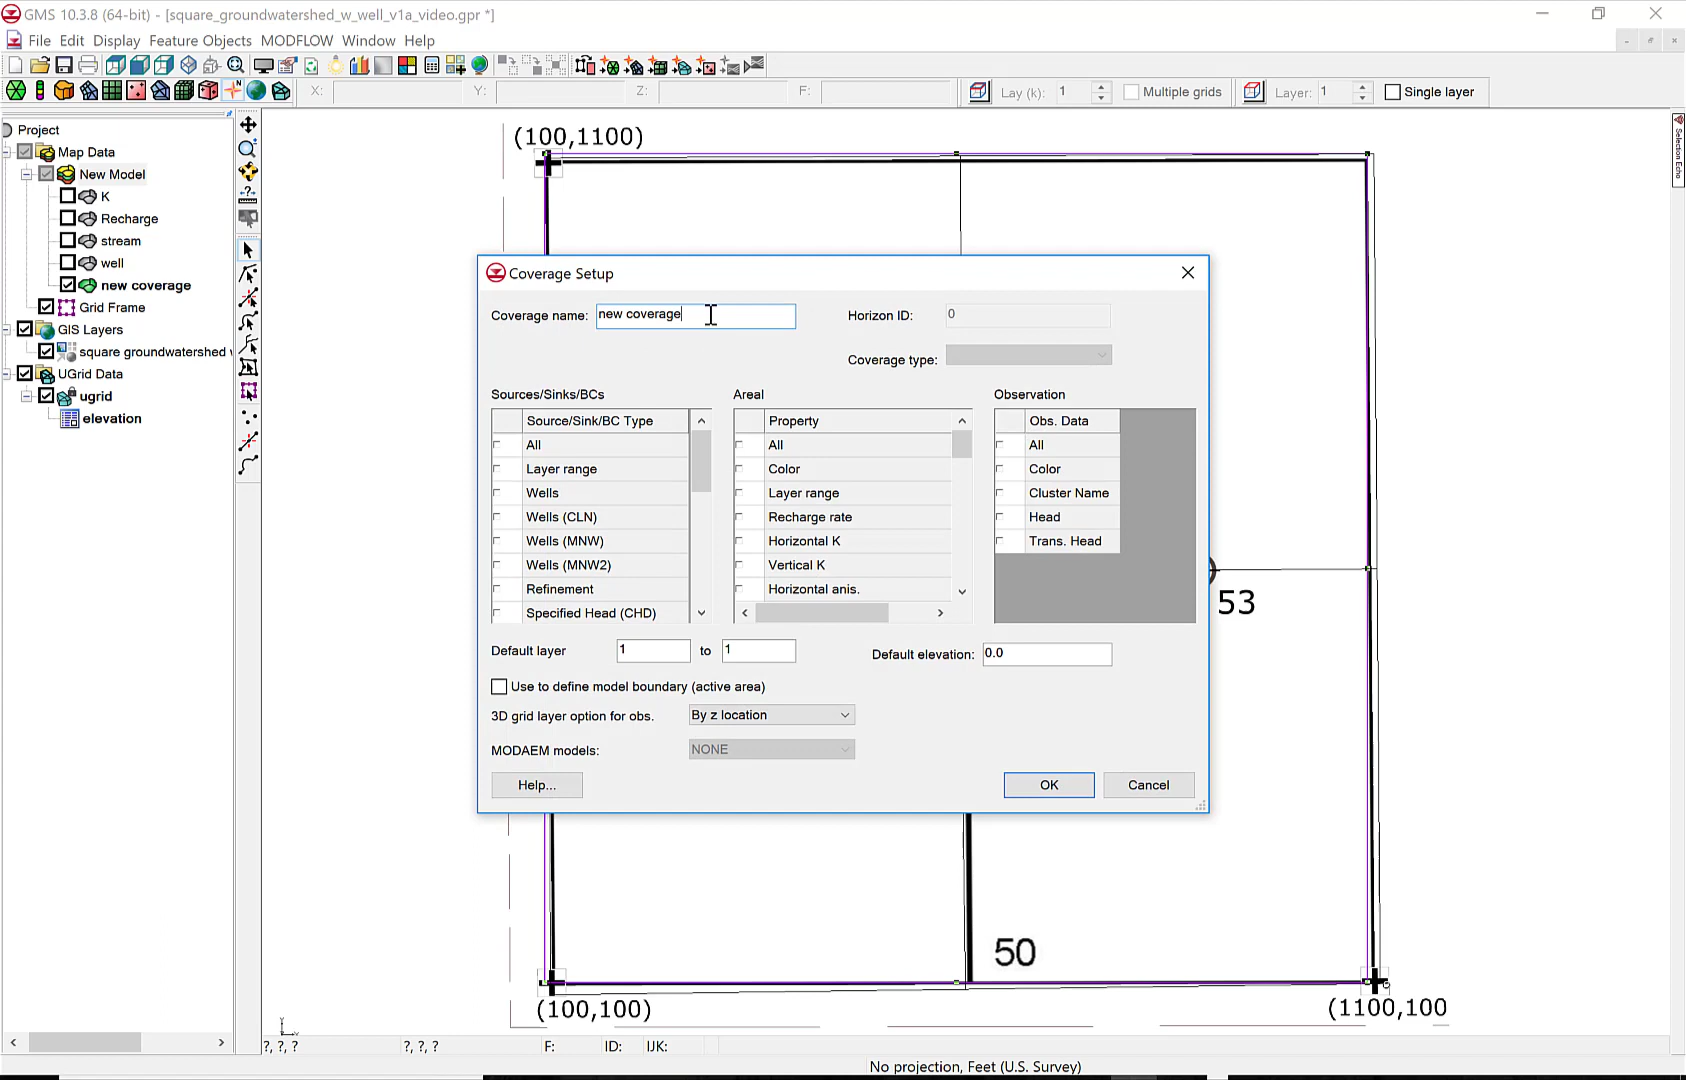 GMS 10.3.8 (64-bit) - [square_groundwatershed_w_well_v1a_video.gpr *]
File Edit Display Feature Objects MODFLOW Window Help
X: Y: Z: F: Lay (k): 1 Multiple grids Layer: 1 Single layer
Project
Map Data
New Model
K
Recharge
stream
well
new coverage
Grid Frame
GIS Layers
square groundwatershed
UGrid Data
ugrid
elevation
Selection Echo
(100,1100)
Coverage Setup
Coverage name: new coverage
Horizon ID: 0
Coverage type:
Sources/Sinks/BCs
Source/Sink/BC Type
All
Layer range
Wells
Wells (CLN)
Wells (MNW)
Wells (MNW2)
Refinement
Specified Head (CHD)
Areal
Property
All
Color
Layer range
Recharge rate
Horizontal K
Vertical K
Horizontal anis.
Observation
Obs. Data
All
Color
Cluster Name
Head
Trans. Head
Default layer 1 to 1
Default elevation: 0.0
Use to define model boundary (active area)
3D grid layer option for obs. By z location
MODAEM models: NONE
Help... OK Cancel
53
50
(100,100)
(1100,100
?, ?, ? ?, ?, ? F: ID: IJK:
No projection, Feet (U.S. Survey)